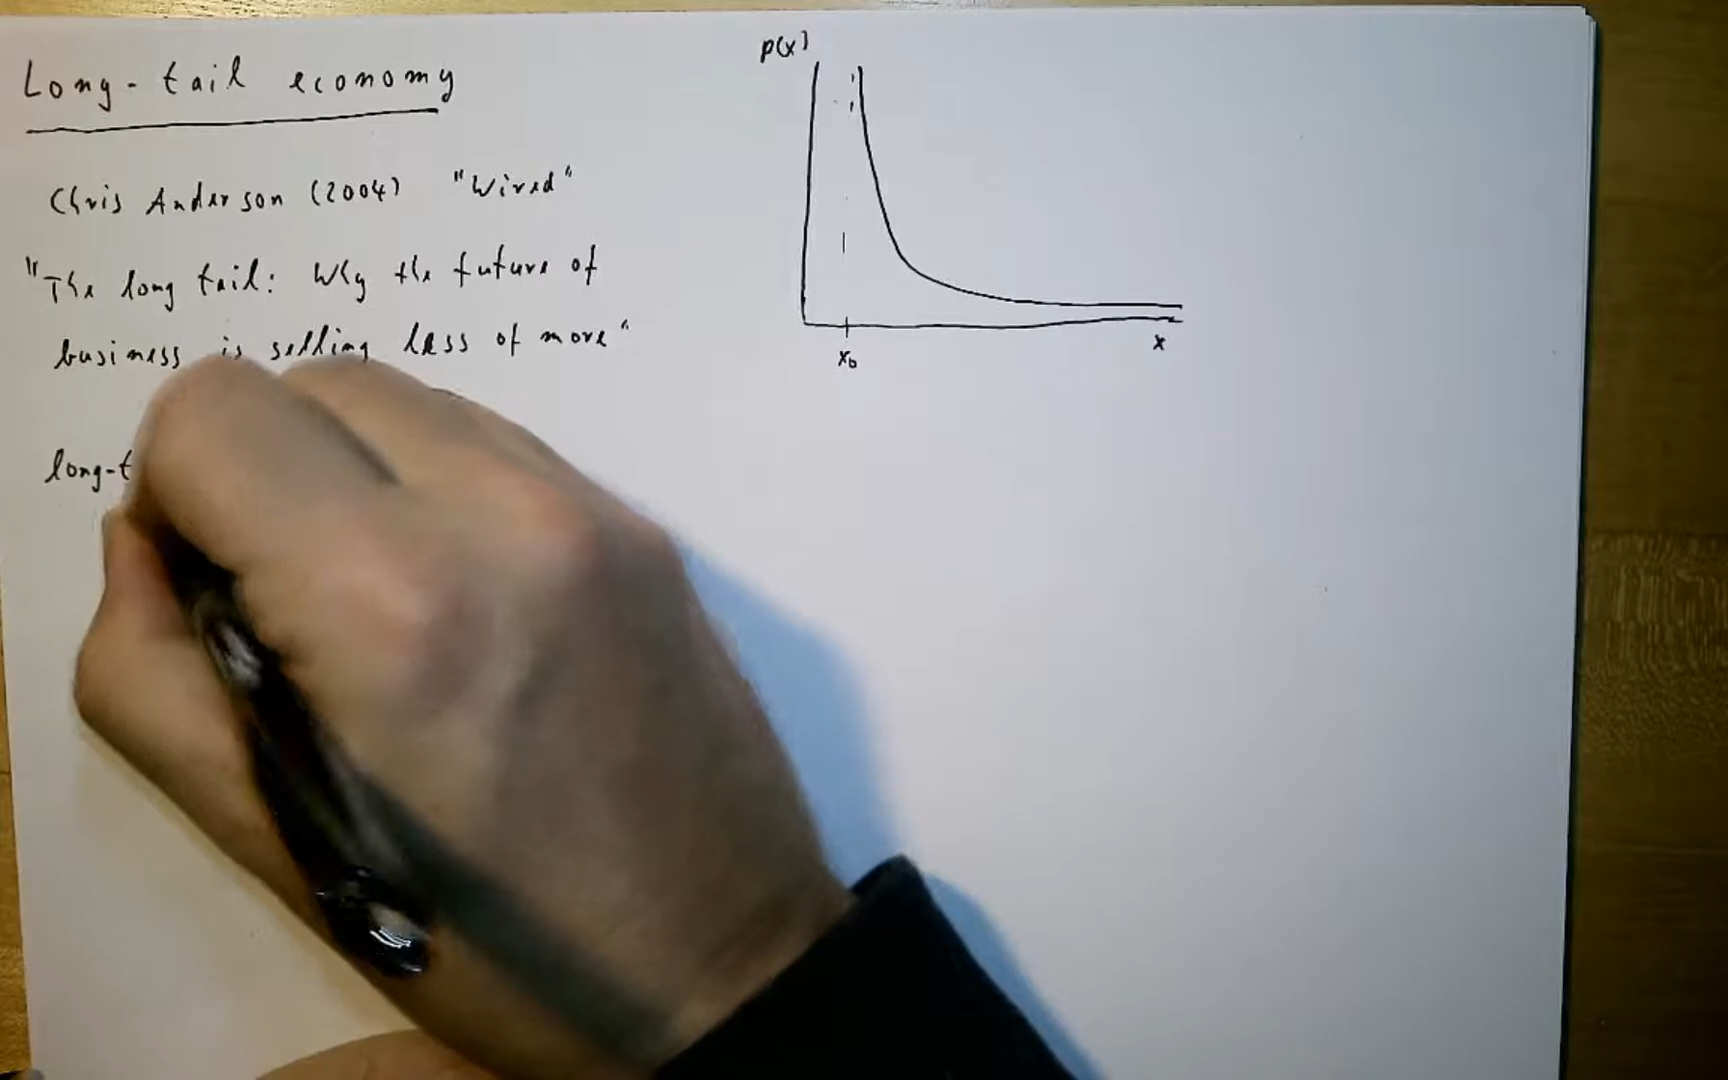 Long-tail economy
Chris Anderson (2004) "Wired"
"The long tail: Why the future of
business is selling less of more"
long-t
p(x)
x₀
x